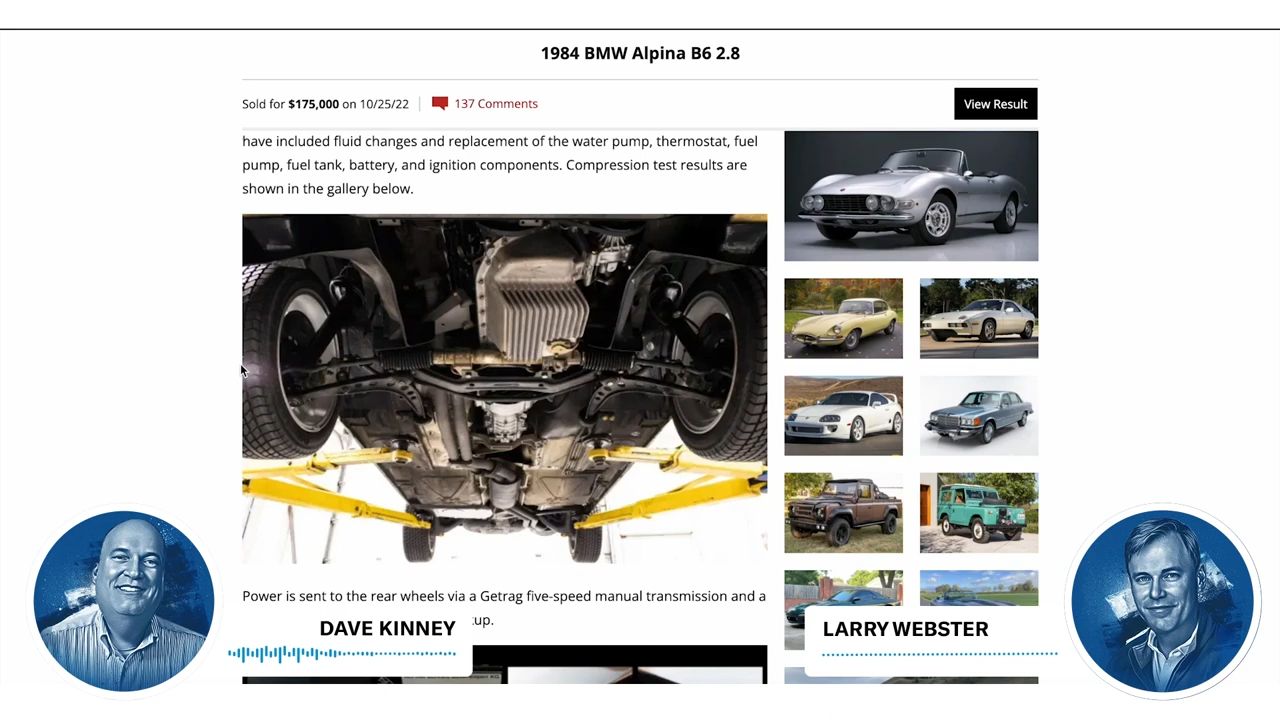 1984 BMW Alpina B6 2.8
Sold for $175,000 on 10/25/22
137 Comments
View Result
have included fluid changes and replacement of the water pump, thermostat, fuel
pump, fuel tank, battery, and ignition components. Compression test results are
shown in the gallery below.
Power is sent to the rear wheels via a Getrag five-speed manual transmission and a
DAVE KINNEY
LARRY WEBSTER